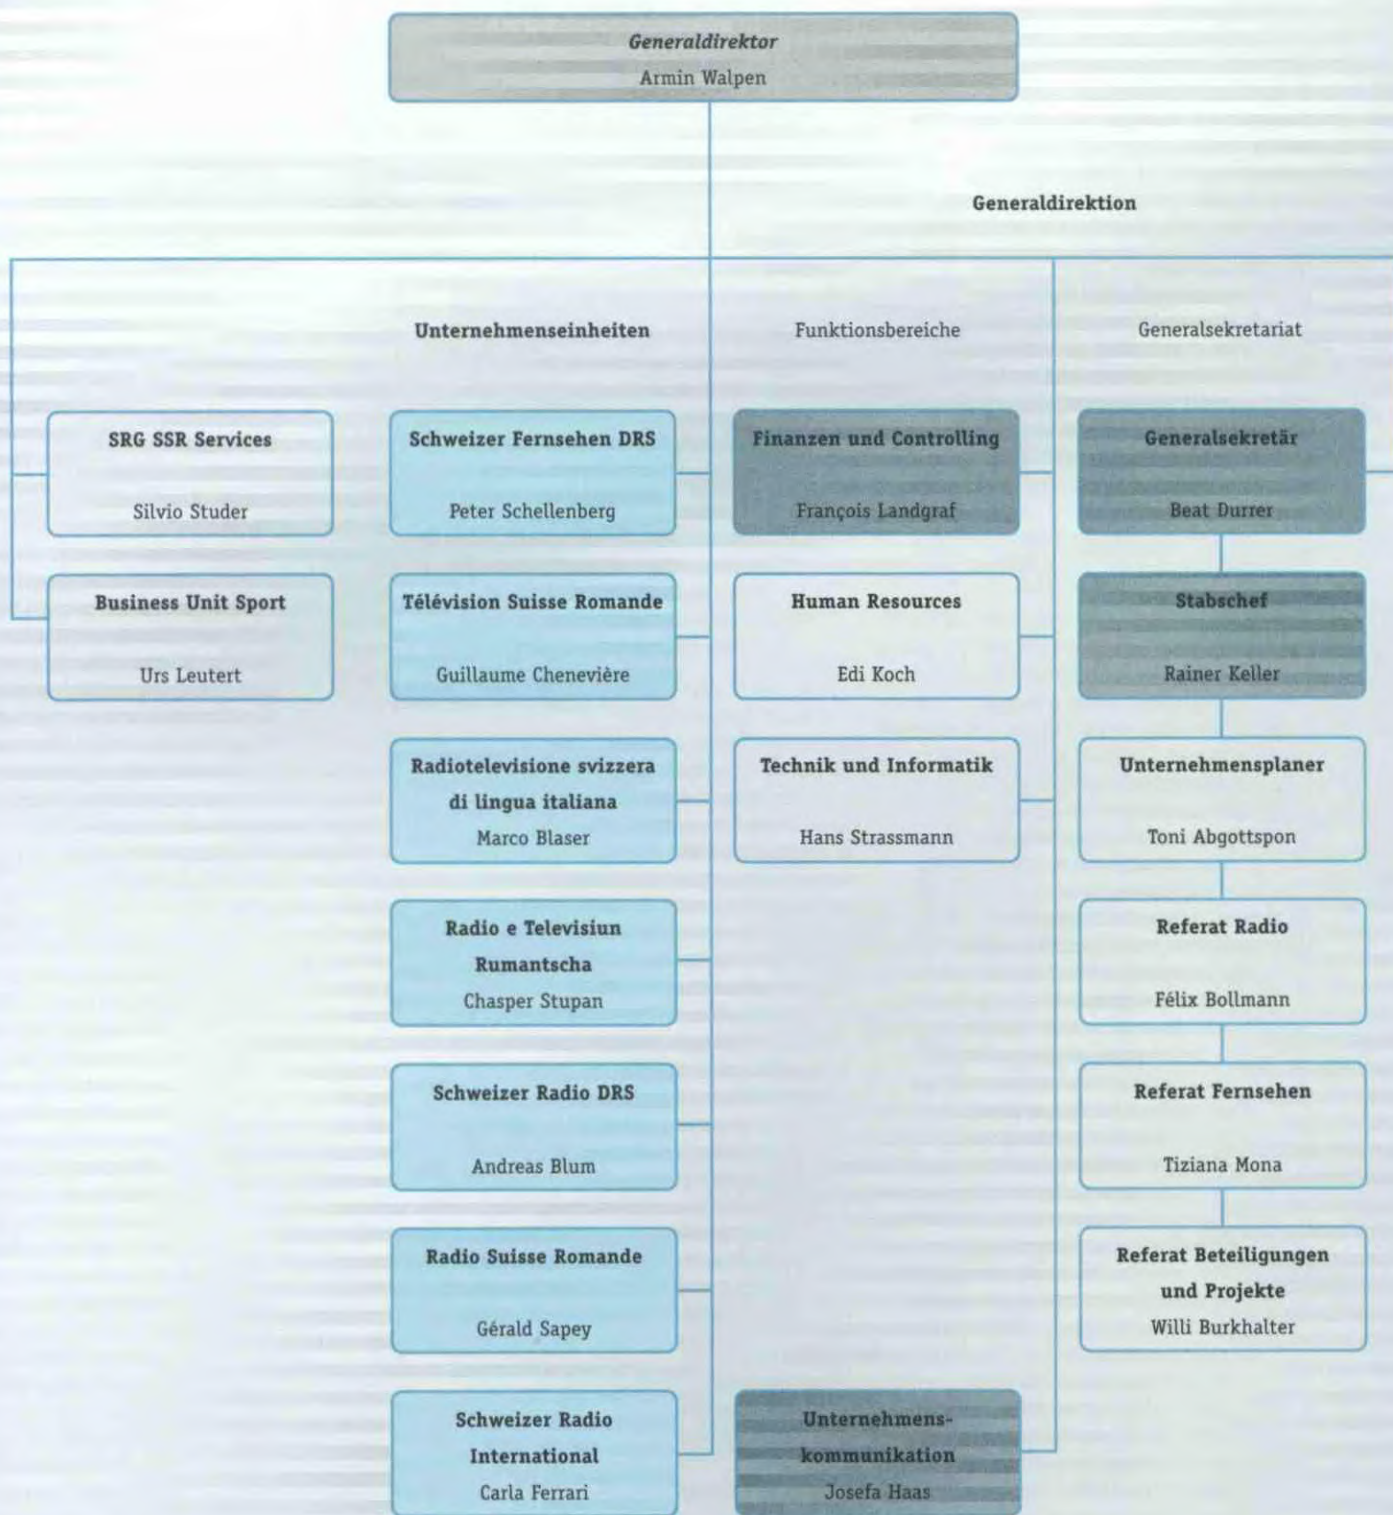 Generaldirektor
Armin Walpen
Generaldirektion
Unternehmenseinheiten
Funktionsbereiche
Generalsekretariat
SRG SSR Services
Silvio Studer
Business Unit Sport
Urs Leutert
Schweizer Fernsehen DRS
Peter Schellenberg
Télévision Suisse Romande
Guillaume Chenevière
Radiotelevisione svizzera
di lingua italiana
Marco Blaser
Radio e Televisiun
Rumantscha
Chasper Stupan
Schweizer Radio DRS
Andreas Blum
Radio Suisse Romande
Gérald Sapey
Schweizer Radio
International
Carla Ferrari
Finanzen und Controlling
François Landgraf
Human Resources
Edi Koch
Technik und Informatik
Hans Strassmann
Unternehmens-
kommunikation
Josefa Haas
Generalsekretär
Beat Durrer
Stabschef
Rainer Keller
Unternehmensplaner
Toni Abgottspon
Referat Radio
Félix Bollmann
Referat Fernsehen
Tiziana Mona
Referat Beteiligungen
und Projekte
Willi Burkhalter